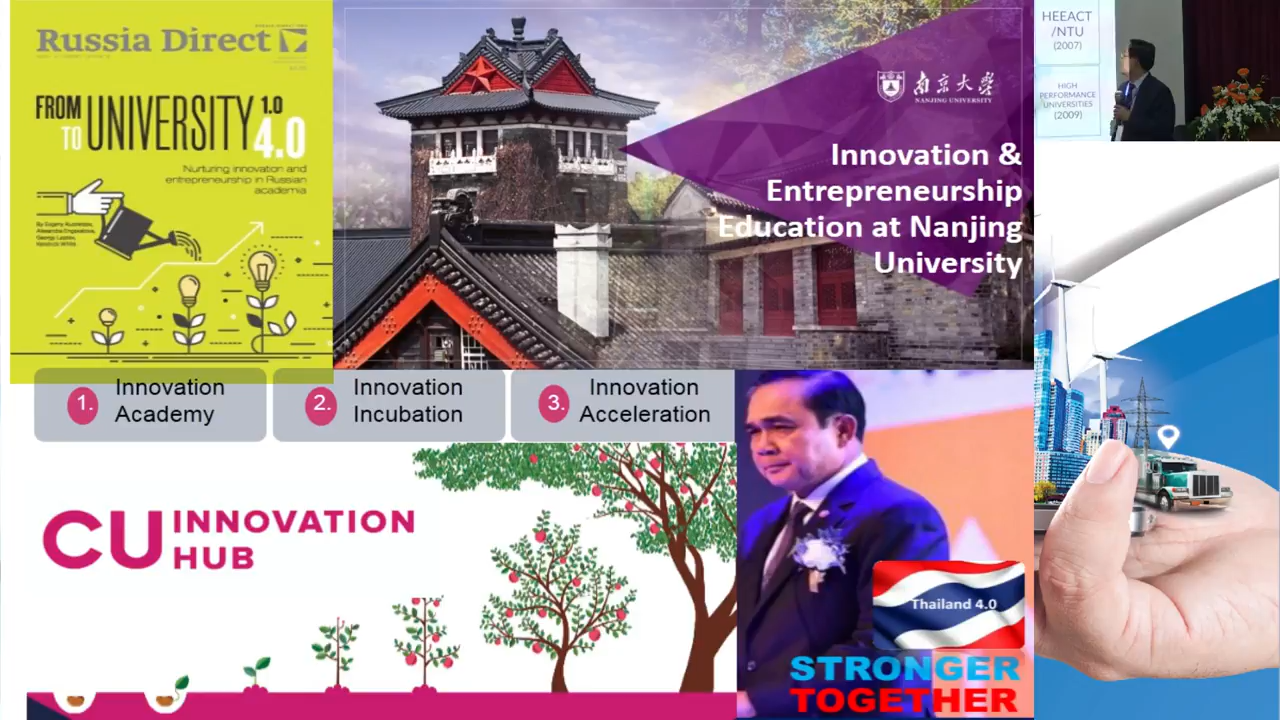 Russia Direct
FROM UNIVERSITY 1.0
TO 4.0
Nurturing innovation and
entrepreneurship in Russian
academia
南京大学
NANJING UNIVERSITY
Innovation &
Entrepreneurship
Education at Nanjing
University
HEEACT
/NTU
(2007)
HIGH
PERFORMANCE
UNIVERSITIES
(2009)
1. Innovation
Academy
2. Innovation
Incubation
3. Innovation
Acceleration
CU INNOVATION
HUB
Thailand 4.0
STRONGER
TOGETHER